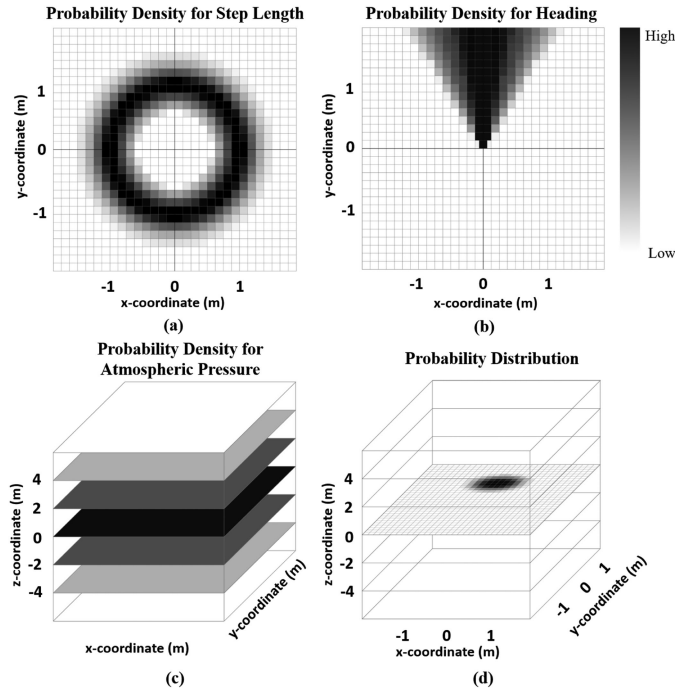 Probability Density for Step Length
1
0
-1
y-coordinate (m)
-1 0 1
x-coordinate (m)
(a)
Probability Density for Heading
1
0
-1
y-coordinate (m)
-1 0 1
x-coordinate (m)
(b)
High
Low
Probability Density for
Atmospheric Pressure
4
2
0
-2
-4
z-coordinate (m)
x-coordinate (m)
y-coordinate (m)
(c)
Probability Distribution
4
2
0
-2
-4
z-coordinate (m)
-1 0 1
x-coordinate (m)
-1 0 1
y-coordinate (m)
(d)